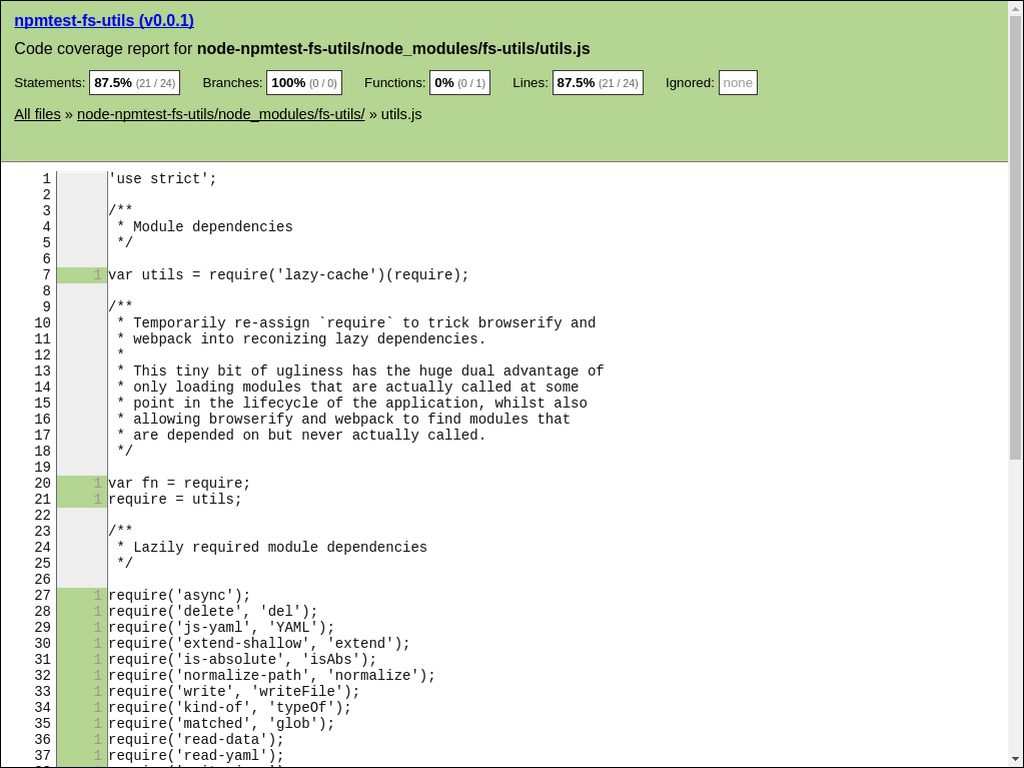 npmtest-fs-utils (v0.0.1)
Code coverage report for node-npmtest-fs-utils/node_modules/fs-utils/utils.js
Statements: 87.5% (21 / 24) Branches: 100% (0 / 0) Functions: 0% (0 / 1) Lines: 87.5% (21 / 24) Ignored: none
All files » node-npmtest-fs-utils/node_modules/fs-utils/ » utils.js
1 'use strict';
2
3 /**
4  * Module dependencies
5  */
6
7 1 var utils = require('lazy-cache')(require);
8
9 /**
10  * Temporarily re-assign `require` to trick browserify and
11  * webpack into reconizing lazy dependencies.
12  *
13  * This tiny bit of ugliness has the huge dual advantage of
14  * only loading modules that are actually called at some
15  * point in the lifecycle of the application, whilst also
16  * allowing browserify and webpack to find modules that
17  * are depended on but never actually called.
18  */
19
20 1 var fn = require;
21 1 require = utils;
22
23 /**
24  * Lazily required module dependencies
25  */
26
27 1 require('async');
28 1 require('delete', 'del');
29 1 require('js-yaml', 'YAML');
30 1 require('extend-shallow', 'extend');
31 1 require('is-absolute', 'isAbs');
32 1 require('normalize-path', 'normalize');
33 1 require('write', 'writeFile');
34 1 require('kind-of', 'typeOf');
35 1 require('matched', 'glob');
36 1 require('read-data');
37 1 require('read-yaml');